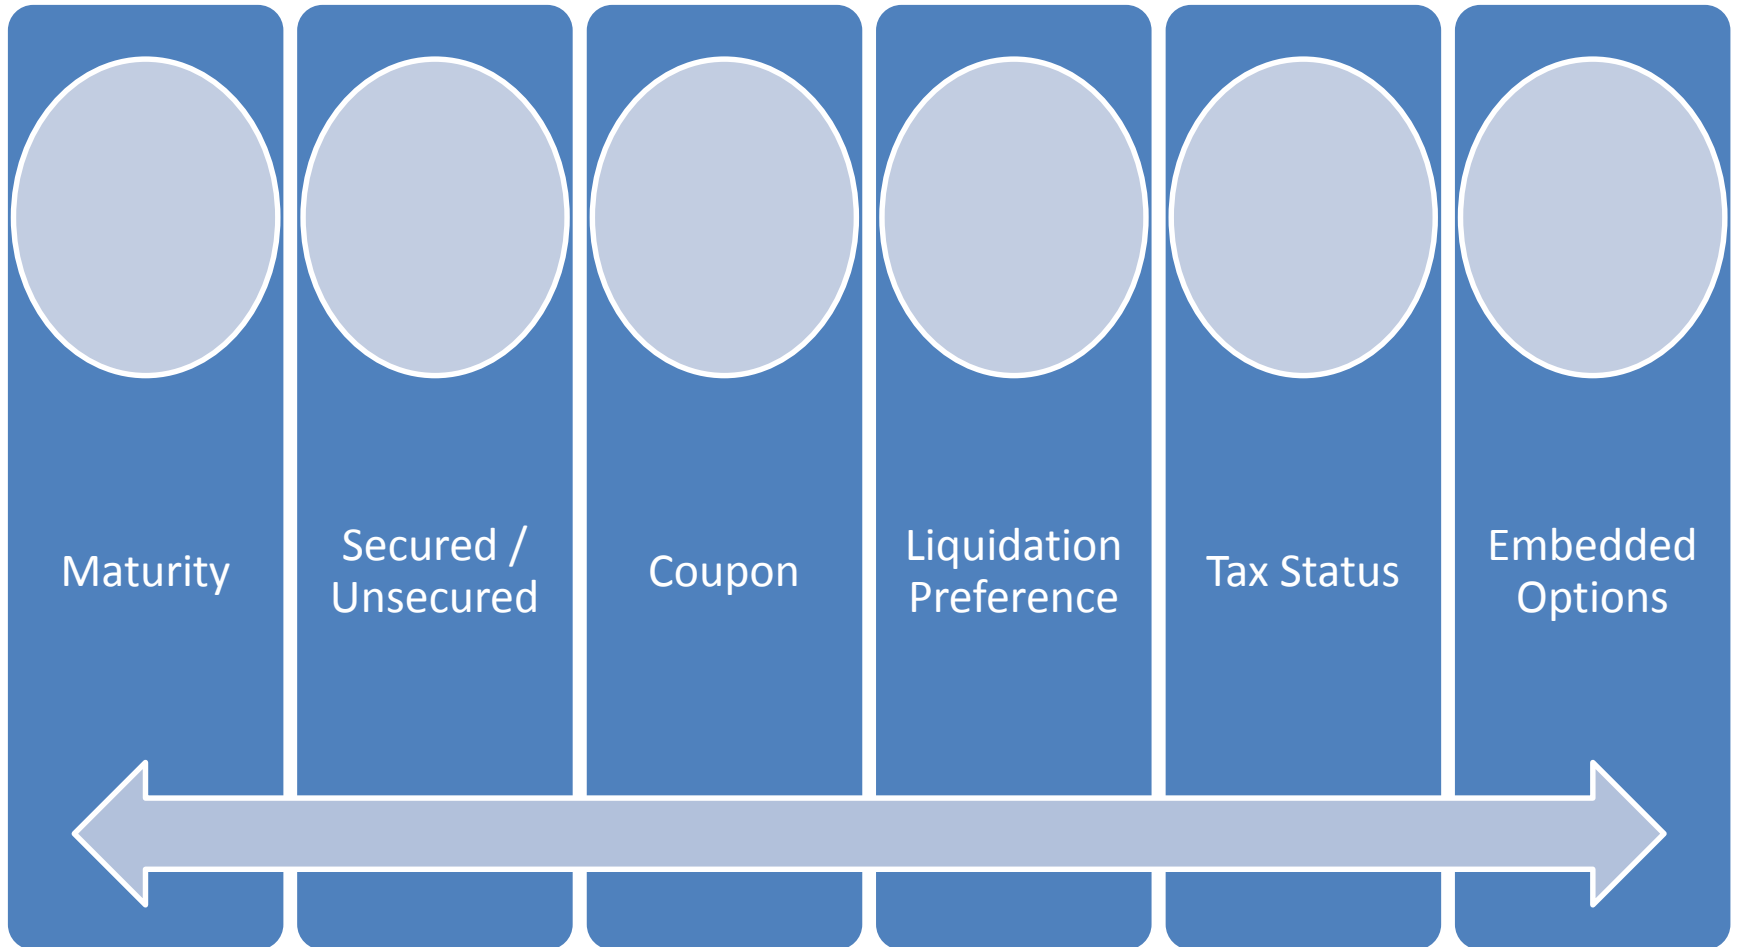 Maturity
Secured /
Unsecured
Coupon
Liquidation
Preference
Tax Status
Embedded
Options